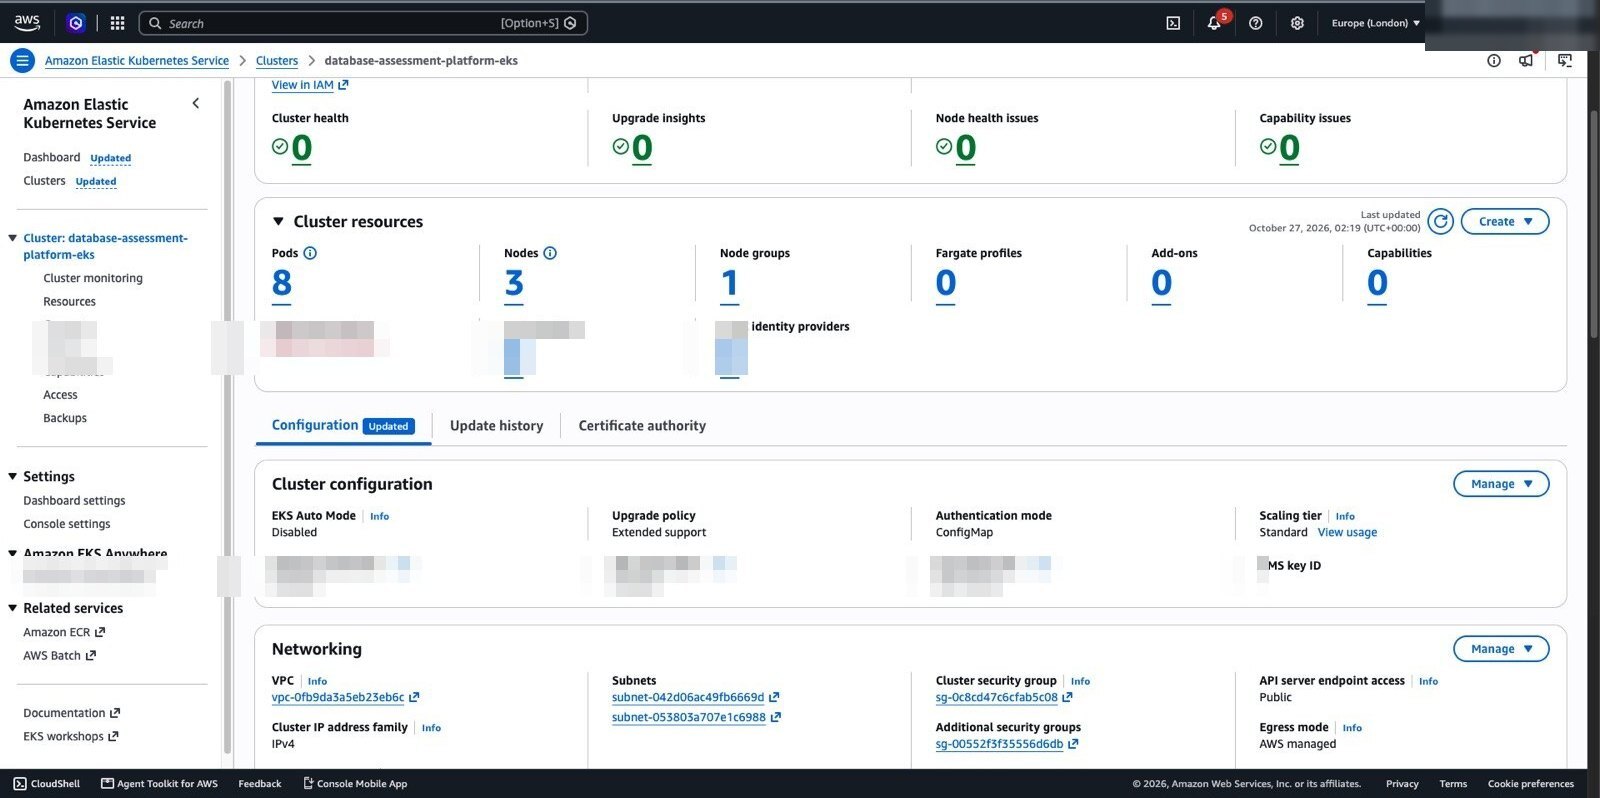 aws
Search
[Option+S]
5
Europe (London)
Amazon Elastic Kubernetes Service
Clusters
database-assessment-platform-eks
Amazon Elastic
Kubernetes Service
Dashboard Updated
Clusters Updated
Cluster: database-assessment-
platform-eks
Cluster monitoring
Resources
Access
Backups
Settings
Dashboard settings
Console settings
Amazon EKS Anywhere
Related services
Amazon ECR
AWS Batch
Documentation
EKS workshops
View in IAM
Cluster health
0
Upgrade insights
0
Node health issues
0
Capability issues
0
Cluster resources
Last updated
October 27, 2026, 02:19 (UTC+00:00)
Create
Pods
8
Nodes
3
Node groups
1
Fargate profiles
0
Add-ons
0
Capabilities
0
identity providers
Configuration Updated
Update history
Certificate authority
Cluster configuration
Manage
EKS Auto Mode Info
Disabled
Upgrade policy
Extended support
Authentication mode
ConfigMap
Scaling tier Info
Standard View usage
MS key ID
Networking
Manage
VPC Info
vpc-0fb9da3a5eb23eb6c
Cluster IP address family Info
IPv4
Subnets
subnet-042d06ac49fb6669d
subnet-053803a707e1c6988
Cluster security group Info
sg-0c8cd47c6cfab5c08
Additional security groups
sg-00552f3f35556d6db
API server endpoint access Info
Public
Egress mode Info
AWS managed
CloudShell
Agent Toolkit for AWS
Feedback
Console Mobile App
© 2026, Amazon Web Services, Inc. or its affiliates.
Privacy
Terms
Cookie preferences